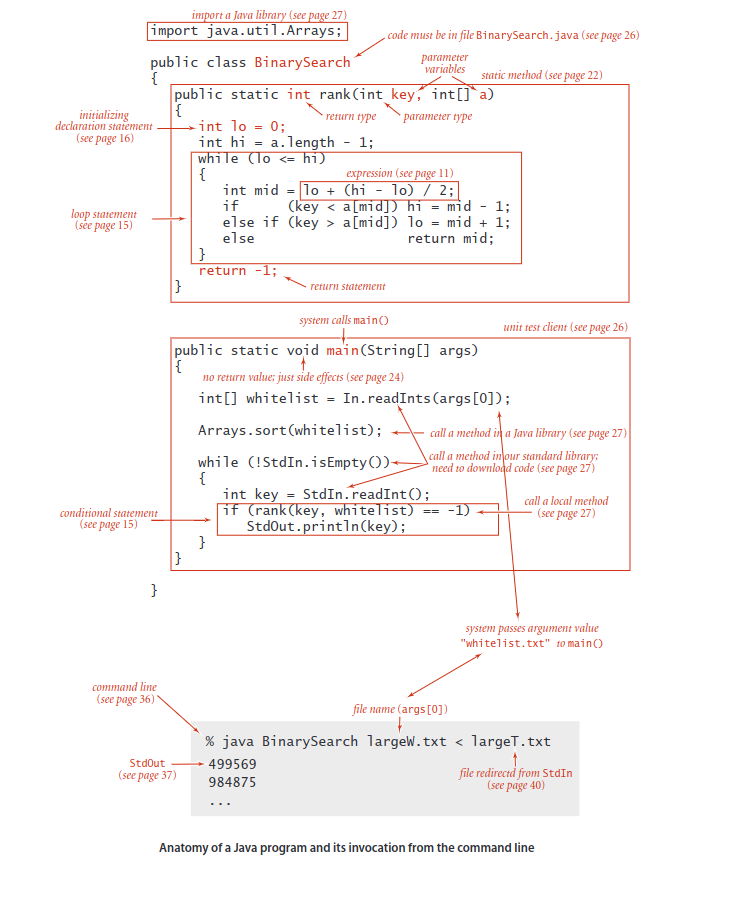 import a Java library (see page 27)
import java.util.Arrays;
code must be in file BinarySearch.java (see page 26)
public class BinarySearch
{
parameter
variables
static method (see page 22)
public static int rank(int key, int[] a)
{
return type
parameter type
initializing
declaration statement
(see page 16)
int lo = 0;
int hi = a.length - 1;
while (lo <= hi)
{
expression (see page 11)
int mid = lo + (hi - lo) / 2;
if (key < a[mid]) hi = mid - 1;
loop statement
(see page 15)
else if (key > a[mid]) lo = mid + 1;
else return mid;
}
return -1;
}
return statement
system calls main()
unit test client (see page 26)
public static void main(String[] args)
{
no return value; just side effects (see page 24)
int[] whitelist = In.readInts(args[0]);
Arrays.sort(whitelist);
call a method in a Java library (see page 27)
while (!StdIn.isEmpty())
call a method in our standard library;
need to download code (see page 27)
{
int key = StdIn.readInt();
conditional statement
(see page 15)
if (rank(key, whitelist) == -1)
StdOut.println(key);
call a local method
(see page 27)
}
}
}
system passes argument value
"whitelist.txt" to main()
command line
(see page 36)
file name (args[0])
% java BinarySearch largeW.txt < largeT.txt
StdOut
(see page 37)
499569
984875
...
file redirectd from StdIn
(see page 40)
Anatomy of a Java program and its invocation from the command line